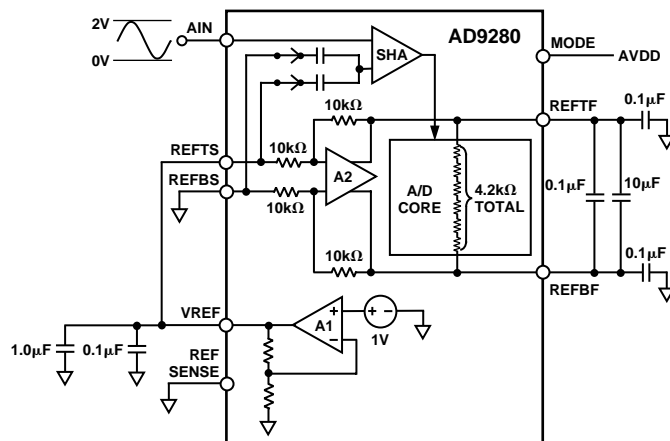 2V
0V
AIN
SHA
AD9280
MODE
AVDD
REFTF
0.1µF
10kΩ
REFTS
10kΩ
REFBS
A2
10kΩ
A/D
CORE
4.2kΩ
TOTAL
0.1µF
10µF
10kΩ
0.1µF
REFBF
VREF
A1
+
–
+ –
1V
1.0µF
0.1µF
REF
SENSE